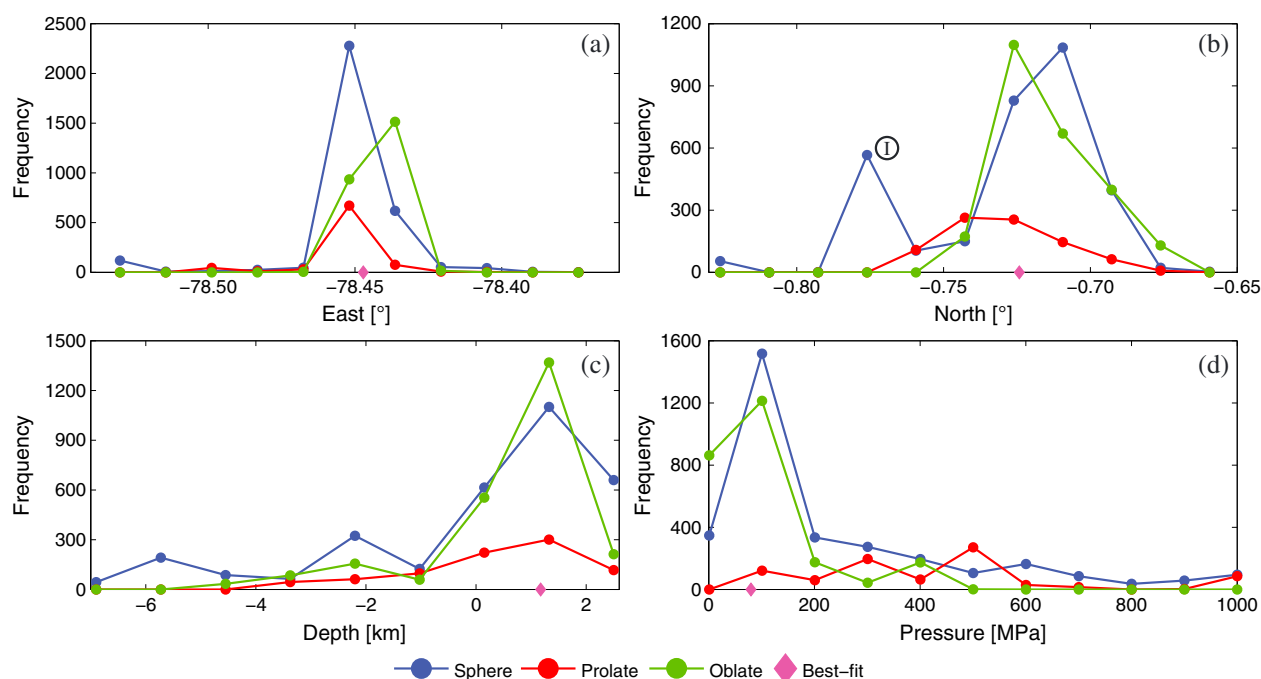 2500
2000
1500
1000
500
0
Frequency
(a)
−78.50 −78.45 −78.40
East [°]
1200
900
600
300
0
Frequency
(b)
I
−0.80 −0.75 −0.70 −0.65
North [°]
1500
1200
900
600
300
0
Frequency
(c)
−6 −4 −2 0 2
Depth [km]
1600
1200
800
400
0
Frequency
(d)
0 200 400 600 800 1000
Pressure [MPa]
Sphere Prolate Oblate Best−fit